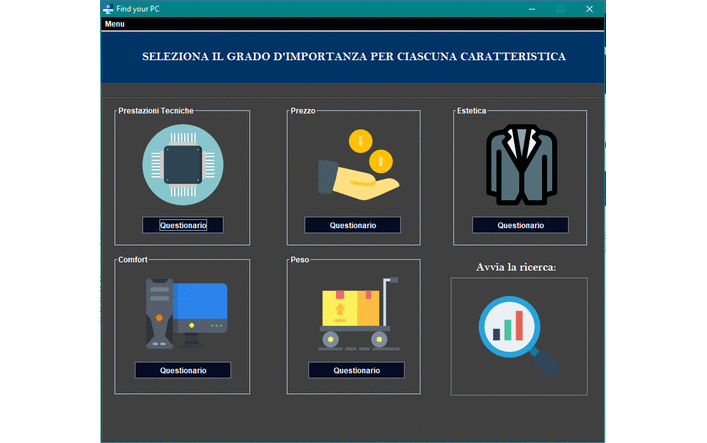 Find your PC
Menu
SELEZIONA IL GRADO D'IMPORTANZA PER CIASCUNA CARATTERISTICA
Prestazioni Tecniche
Prezzo
Estetica
Questionario
Questionario
Questionario
Comfort
Peso
Avvia la ricerca:
Questionario
Questionario